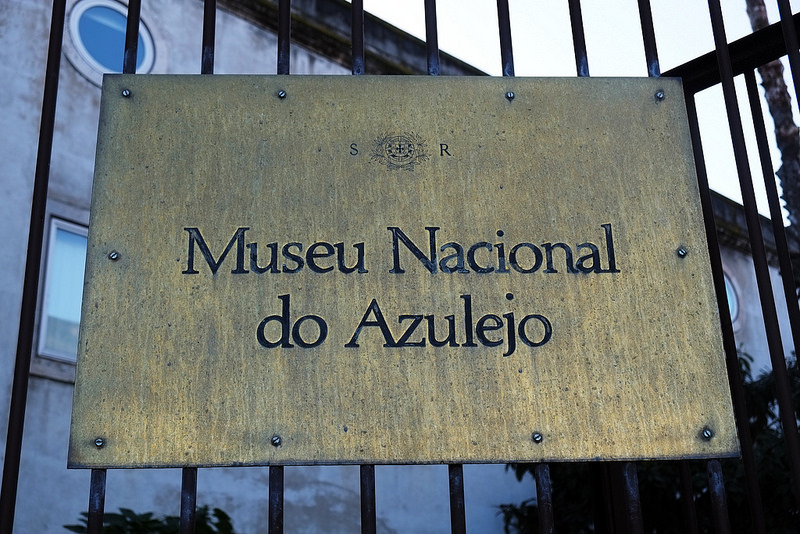 S R
Museu Nacional
do Azulejo